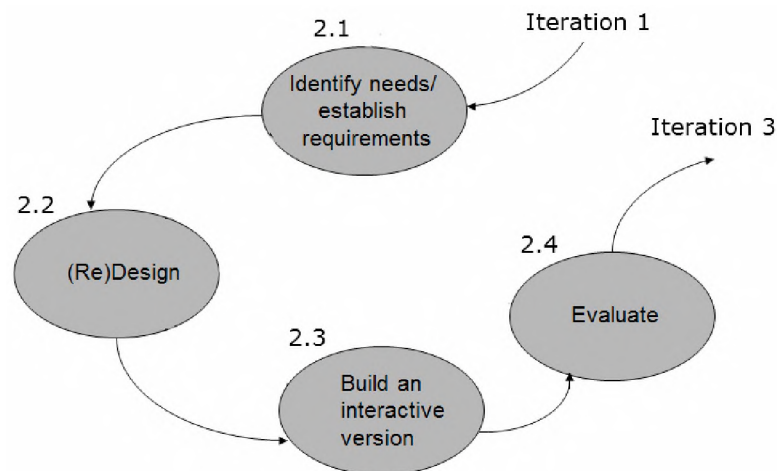 Iteration 1
2.1
Identify needs/
establish
requirements
Iteration 3
2.2
(Re)Design
2.4
Evaluate
2.3
Build an
interactive
version